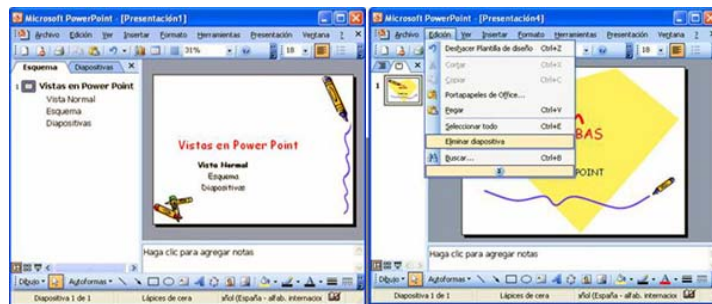 Microsoft PowerPoint - [Presentación1]
Archivo Edición Ver Insertar Formato Herramientas Presentación Ventana ?
31%
18
Esquema Diapositivas
1 Vistas en Power Point
Vista Normal
Esquema
Diapositivas
Vistas en Power Point
Vista Normal
Esquema
Diapositivas
Haga clic para agregar notas
Dibujo Autoformas
Diapositiva 1 de 1 Lápices de cera
Microsoft PowerPoint - [Presentación4]
Archivo Edición Ver Insertar Formato Herramientas Presentación Ventana ?
18
Deshacer Plantilla de diseño Ctrl+Z
Cortar Ctrl+X
Copiar Ctrl+C
Portapapeles de Office...
Pegar Ctrl+V
Seleccionar todo Ctrl+E
Eliminar diapositiva
Buscar... Ctrl+B
1
BAS
POINT
Haga clic para agregar notas
Dibujo Autoformas
Diapositiva 1 de 1 Lápices de cera